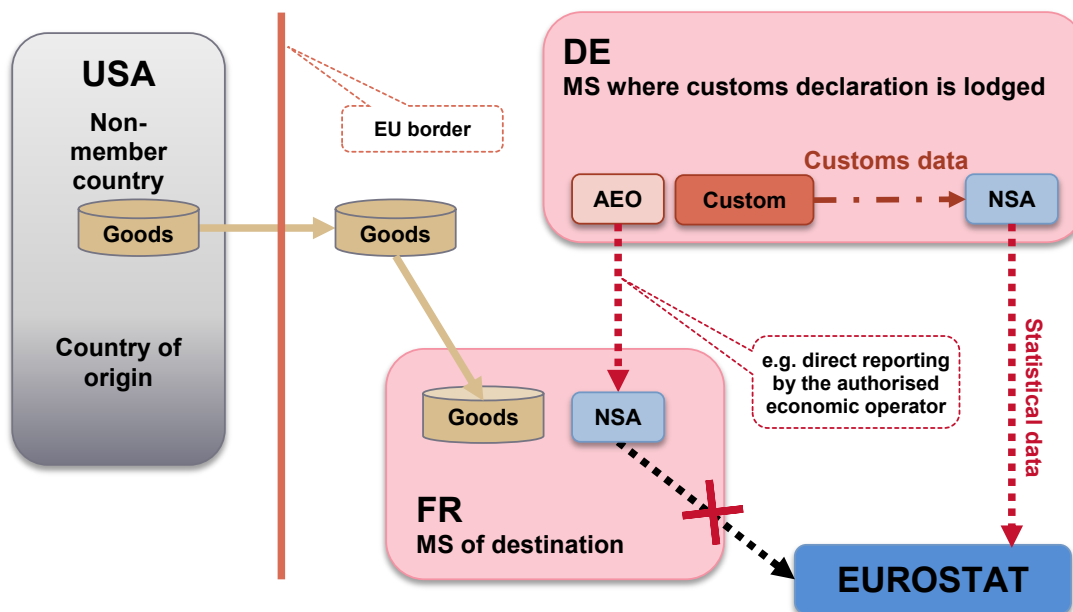 USA
Non-
member
country
Goods
Country of
origin
EU border
Goods
DE
MS where customs declaration is lodged
Customs data
AEO
Custom
NSA
e.g. direct reporting
by the authorised
economic operator
Statistical data
Goods
NSA
FR
MS of destination
EUROSTAT